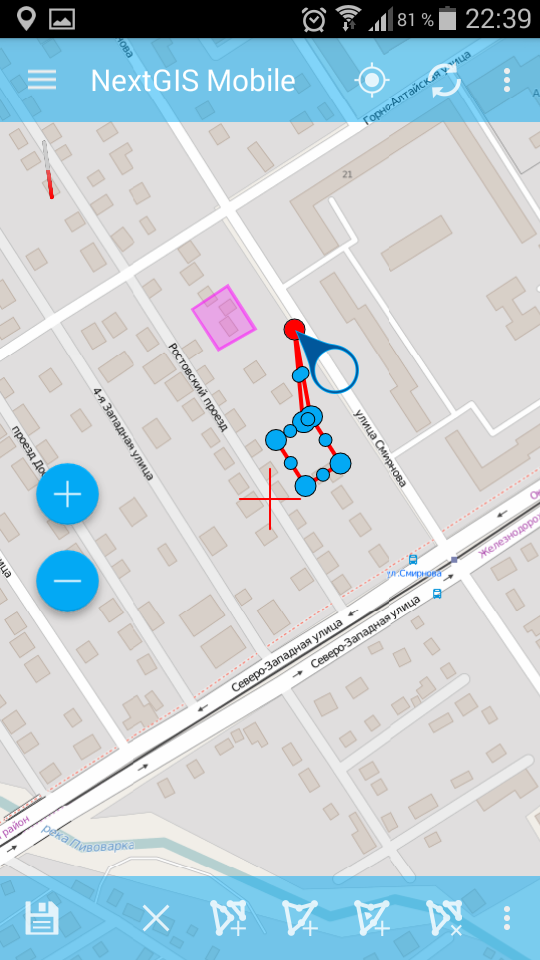 81 %
22:39
NextGIS Mobile
Горно-Алтайская улица
21
Ростовский проезд
4-я Западная улица
улица Смирнова
ул.Смирнова
Северо-Западная улица
Северо-Западная улица
река Пивоварка